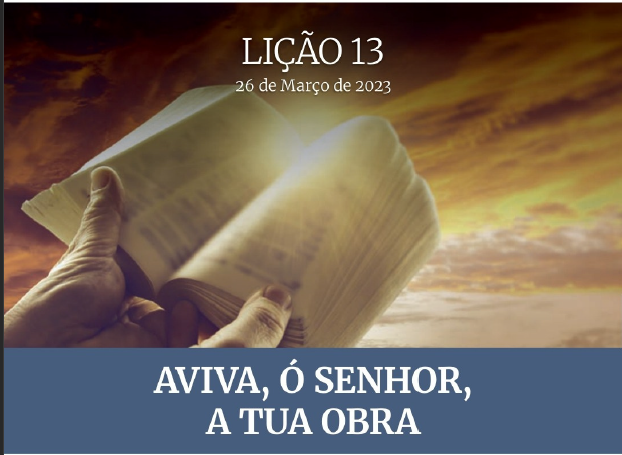 LIÇÃO 13
26 de Março de 2023
AVIVA, Ó SENHOR,
A TUA OBRA